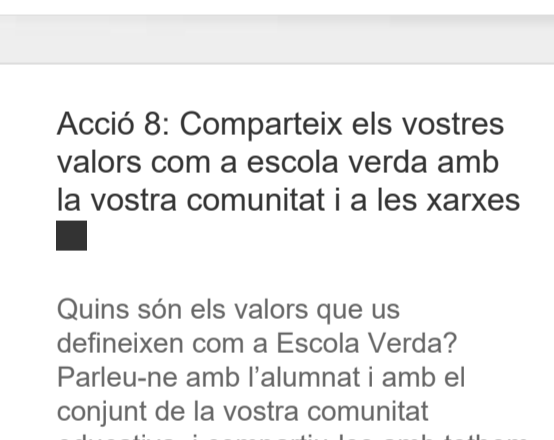 Acció 8: Comparteix els vostres
valors com a escola verda amb
la vostra comunitat i a les xarxes
Quins són els valors que us
defineixen com a Escola Verda?
Parleu-ne amb l’alumnat i amb el
conjunt de la vostra comunitat